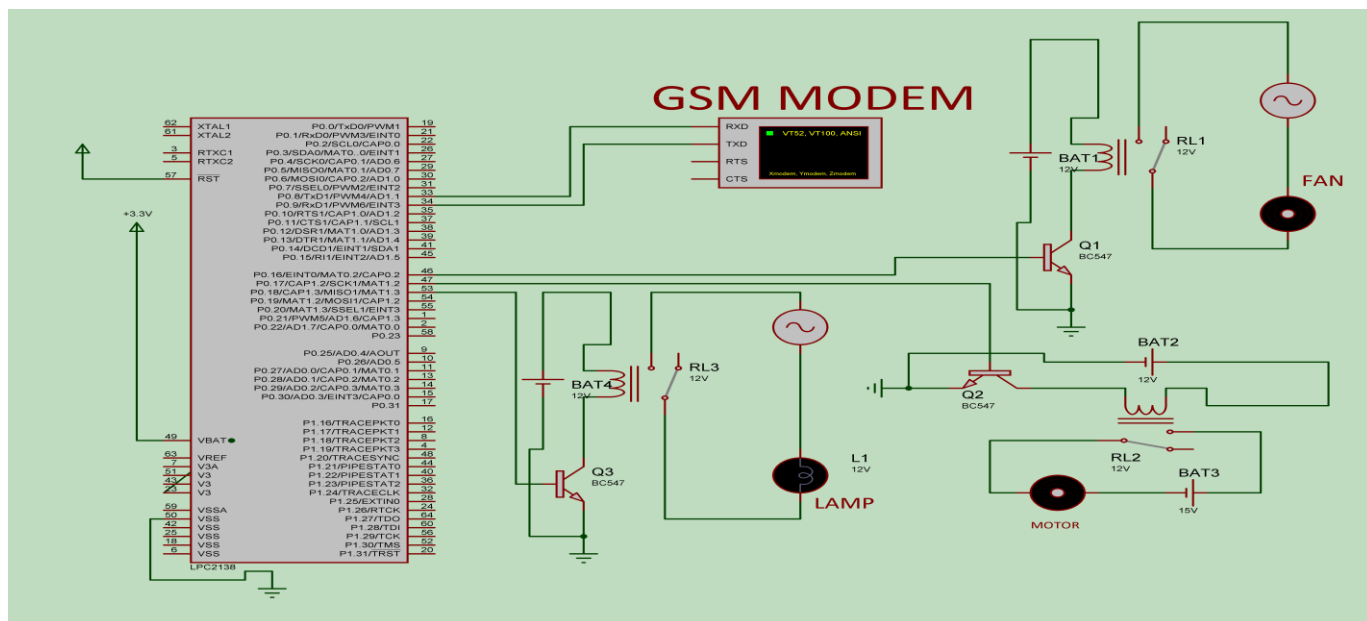 GSM MODEM
62 XTAL1
61 XTAL2
3 RTXC1
5 RTXC2
57 RST
+3.3V
49 VBAT
63 VREF
7 V3A
51 V3
43 V3
23 V3
59 VSSA
50 VSS
42 VSS
25 VSS
18 VSS
6 VSS
LPC2138
P0.0/TxD0/PWM1 19
P0.1/RxD0/PWM3/EINT0 21
P0.2/SCL0/CAP0.0 22
P0.3/SDA0/MAT0..0/EINT1 26
P0.4/SCK0/CAP0.1/AD0.6 27
P0.5/MISO0/MAT0.1/AD0.7 29
P0.6/MOSI0/CAP0.2/AD1.0 30
P0.7/SSEL0/PWM2/EINT2 31
P0.8/TxD1/PWM4/AD1.1 33
P0.9/RxD1/PWM6/EINT3 34
P0.10/RTS1/CAP1.0/AD1.2 35
P0.11/CTS1/CAP1.1/SCL1 37
P0.12/DSR1/MAT1.0/AD1.3 38
P0.13/DTR1/MAT1.1/AD1.4 39
P0.14/DCD1/EINT1/SDA1 41
P0.15/RI1/EINT2/AD1.5 45
P0.16/EINT0/MAT0.2/CAP0.2 46
P0.17/CAP1.2/SCK1/MAT1.2 47
P0.18/CAP1.3/MISO1/MAT1.3 53
P0.19/MAT1.2/MOSI1/CAP1.2 54
P0.20/MAT1.3/SSEL1/EINT3 55
P0.21/PWM5/AD1.6/CAP1.3 1
P0.22/AD1.7/CAP0.0/MAT0.0 2
P0.23 58
P0.25/AD0.4/AOUT 9
P0.26/AD0.5 10
P0.27/AD0.0/CAP0.1/MAT0.1 11
P0.28/AD0.1/CAP0.2/MAT0.2 13
P0.29/AD0.2/CAP0.3/MAT0.3 14
P0.30/AD0.3/EINT3/CAP0.0 15
P0.31 17
P1.16/TRACEPKT0 16
P1.17/TRACEPKT1 12
P1.18/TRACEPKT2 8
P1.19/TRACEPKT3 4
P1.20/TRACESYNC 48
P1.21/PIPESTAT0 44
P1.22/PIPESTAT1 40
P1.23/PIPESTAT2 36
P1.24/TRACECLK 32
P1.25/EXTIN0 28
P1.26/RTCK 24
P1.27/TDO 64
P1.28/TDI 60
P1.29/TCK 56
P1.30/TMS 52
P1.31/TRST 20
RXD
TXD
RTS
CTS
VT52, VT100, ANSI
Xmodem, Ymodem, Zmodem
BAT1
12V
RL1
12V
FAN
Q1
BC547
BAT2
12V
Q2
BC547
RL2
12V
BAT3
15V
MOTOR
BAT4
12V
RL3
12V
Q3
BC547
L1
12V
LAMP